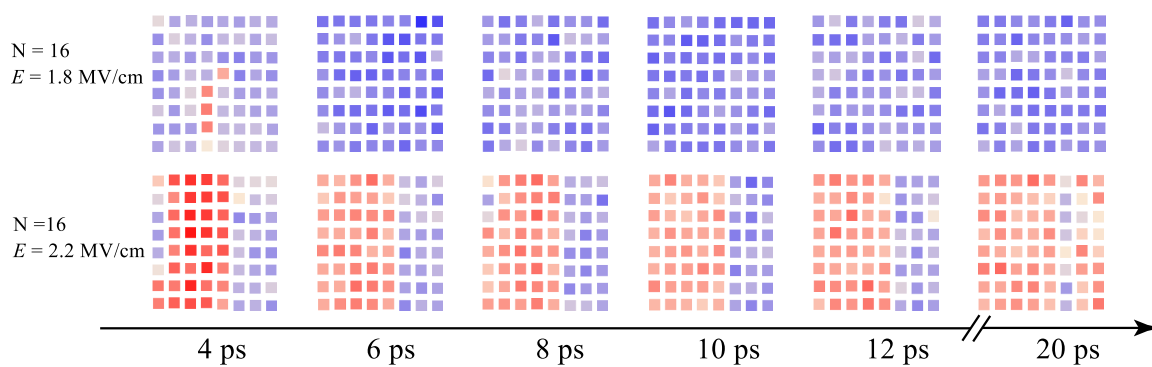 N = 16
E = 1.8 MV/cm
N =16
E = 2.2 MV/cm
4 ps 6 ps 8 ps 10 ps 12 ps 20 ps